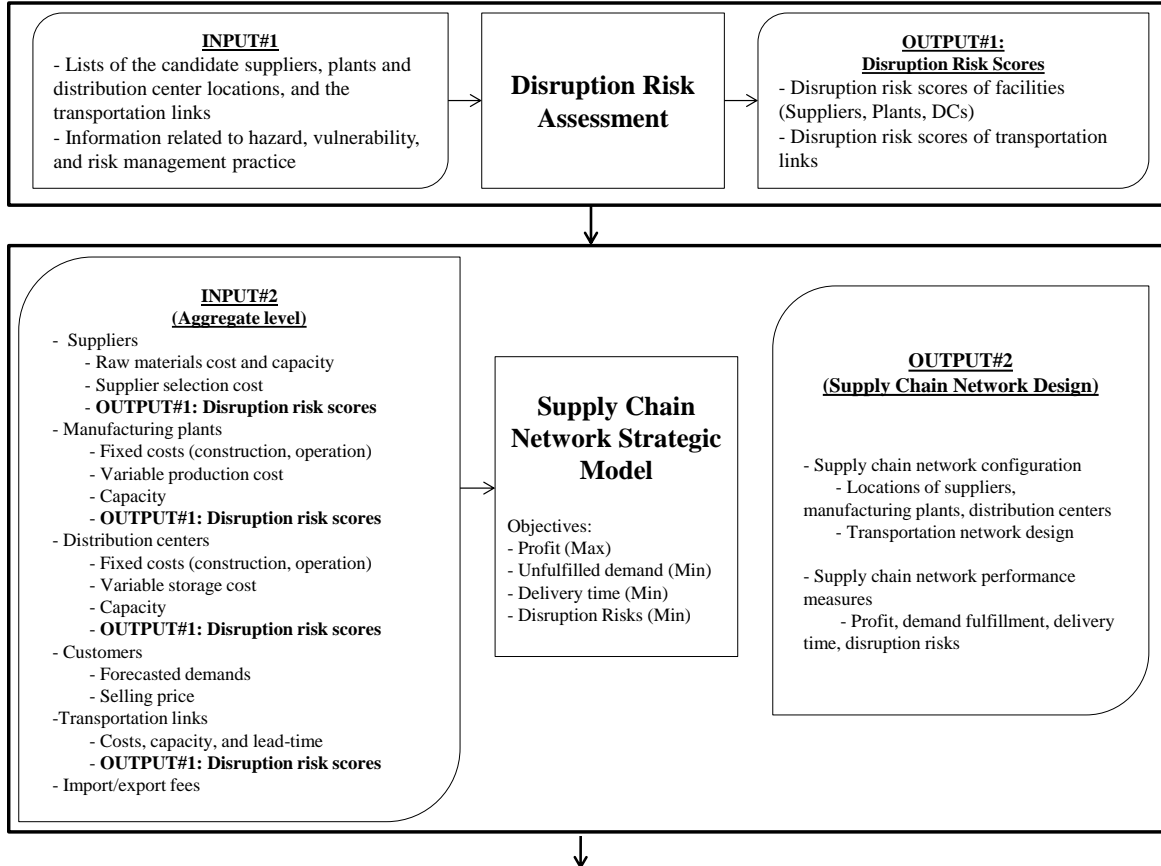 INPUT#1
- Lists of the candidate suppliers, plants and
distribution center locations, and the
transportation links
- Information related to hazard, vulnerability,
and risk management practice
Disruption Risk
Assessment
OUTPUT#1:
Disruption Risk Scores
- Disruption risk scores of facilities
(Suppliers, Plants, DCs)
- Disruption risk scores of transportation
links
INPUT#2
(Aggregate level)
- Suppliers
- Raw materials cost and capacity
- Supplier selection cost
- OUTPUT#1: Disruption risk scores
- Manufacturing plants
- Fixed costs (construction, operation)
- Variable production cost
- Capacity
- OUTPUT#1: Disruption risk scores
- Distribution centers
- Fixed costs (construction, operation)
- Variable storage cost
- Capacity
- OUTPUT#1: Disruption risk scores
- Customers
- Forecasted demands
- Selling price
-Transportation links
- Costs, capacity, and lead-time
- OUTPUT#1: Disruption risk scores
- Import/export fees
Supply Chain
Network Strategic
Model
Objectives:
- Profit (Max)
- Unfulfilled demand (Min)
- Delivery time (Min)
- Disruption Risks (Min)
OUTPUT#2
(Supply Chain Network Design)
- Supply chain network configuration
- Locations of suppliers,
manufacturing plants, distribution centers
- Transportation network design
- Supply chain network performance
measures
- Profit, demand fulfillment, delivery
time, disruption risks